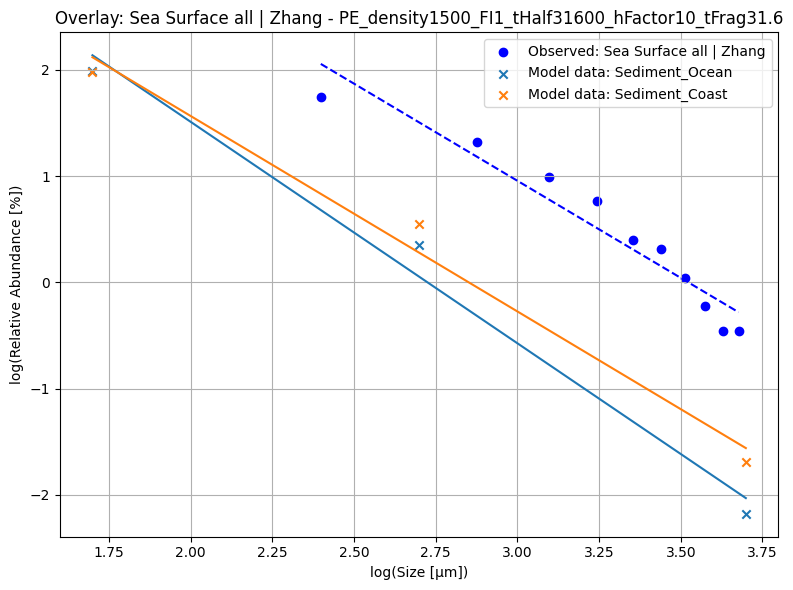 Overlay: Sea Surface all | Zhang - PE_density1500_FI1_tHalf31600_hFactor10_tFrag31.6
Observed: Sea Surface all | Zhang
Model data: Sediment_Ocean
Model data: Sediment_Coast
log(Relative Abundance [%])
2
1
0
−1
−2
1.75
2.00
2.25
2.50
2.75
3.00
3.25
3.50
3.75
log(Size [μm])